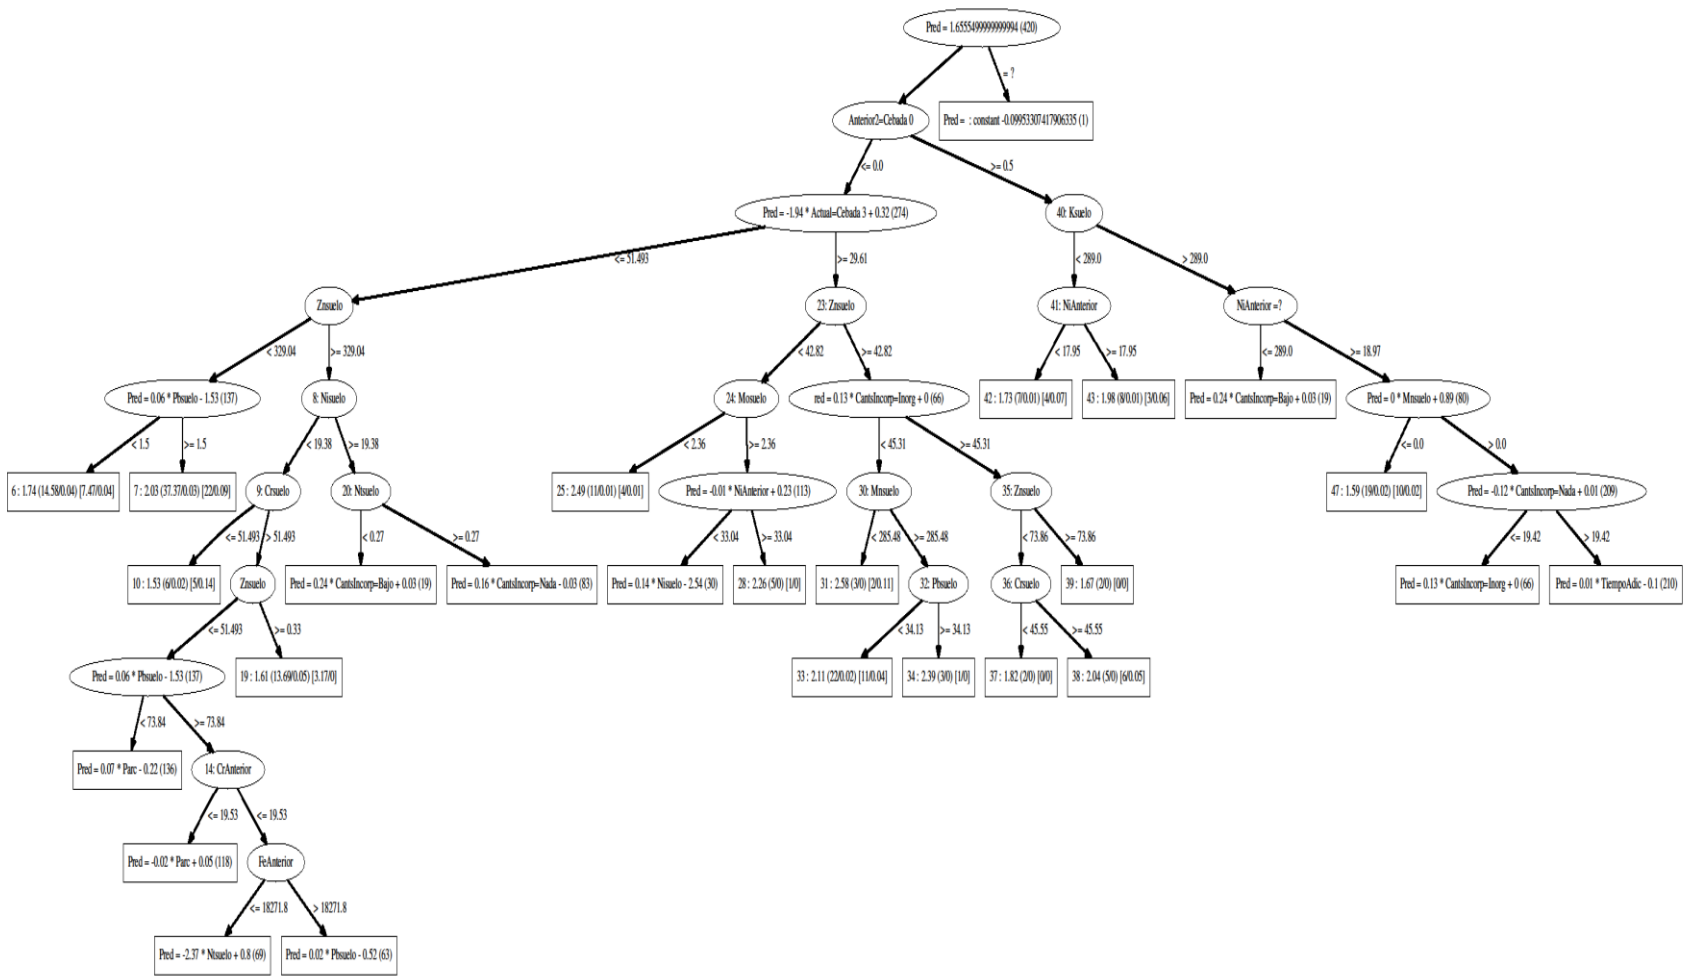 Pred = 1.6555499999999994 (420)
= ?
Anterior2=Cebada 0
Pred = : constant -0.09953307417906335 (1)
<= 0.0
>= 0.5
Pred = -1.94 * Actual=Cebada 3 + 0.32 (274)
40: Ksuelo
<= 51.493
>= 29.61
< 289.0
> 289.0
Znsuelo
23: Znsuelo
41: NiAnterior
NiAnterior =?
< 329.04
>= 329.04
< 42.82
>= 42.82
< 17.95
>= 17.95
<= 289.0
>= 18.97
Pred = 0.06 * Pbsuelo - 1.53 (137)
8: Nisuelo
24: Mosuelo
red = 0.13 * CantsIncorp=Inorg + 0 (66)
42 : 1.73 (7/0.01) [4/0.07]
43 : 1.98 (8/0.01) [3/0.06]
Pred = 0.24 * CantsIncorp=Bajo + 0.03 (19)
Pred = 0 * Mnsuelo + 0.89 (80)
< 1.5
>= 1.5
< 19.38
>= 19.38
< 2.36
>= 2.36
< 45.31
>= 45.31
<= 0.0
> 0.0
6 : 1.74 (14.58/0.04) [7.47/0.04]
7 : 2.03 (37.37/0.03) [22/0.09]
9: Crsuelo
20: Ntsuelo
25 : 2.49 (11/0.01) [4/0.01]
Pred = -0.01 * NiAnterior + 0.23 (113)
30: Mnsuelo
35: Znsuelo
47 : 1.59 (19/0.02) [10/0.02]
Pred = -0.12 * CantsIncorp=Nada + 0.01 (209)
<= 51.493
> 51.493
< 0.27
>= 0.27
< 33.04
>= 33.04
< 285.48
>= 285.48
< 73.86
>= 73.86
<= 19.42
> 19.42
10 : 1.53 (6/0.02) [5/0.14]
Znsuelo
Pred = 0.24 * CantsIncorp=Bajo + 0.03 (19)
Pred = 0.16 * CantsIncorp=Nada - 0.03 (83)
Pred = 0.14 * Nisuelo - 2.54 (30)
28 : 2.26 (5/0) [1/0]
31 : 2.58 (3/0) [2/0.11]
32: Pbsuelo
36: Crsuelo
39 : 1.67 (2/0) [0/0]
Pred = 0.13 * CantsIncorp=Inorg + 0 (66)
Pred = 0.01 * TiempoAdic - 0.1 (210)
<= 51.493
>= 0.33
< 34.13
>= 34.13
< 45.55
>= 45.55
Pred = 0.06 * Pbsuelo - 1.53 (137)
19 : 1.61 (13.69/0.05) [3.17/0]
33 : 2.11 (22/0.02) [11/0.04]
34 : 2.39 (3/0) [1/0]
37 : 1.82 (2/0) [0/0]
38 : 2.04 (5/0) [6/0.05]
< 73.84
>= 73.84
Pred = 0.07 * Parc - 0.22 (136)
14: CrAnterior
<= 19.53
<= 19.53
Pred = -0.02 * Parc + 0.05 (118)
FeAnterior
<= 18271.8
> 18271.8
Pred = -2.37 * Ntsuelo + 0.8 (69)
Pred = 0.02 * Pbsuelo - 0.52 (63)